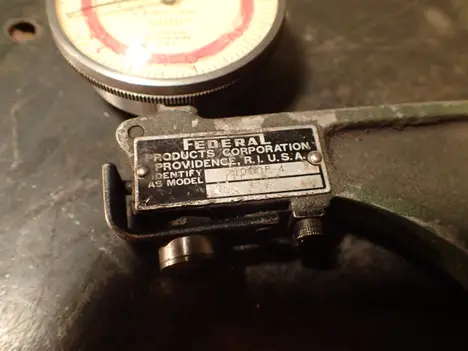 FEDERAL
PRODUCTS CORPORATION
PROVIDENCE, R.I. U.S.A.
IDENTIFY
AS MODEL